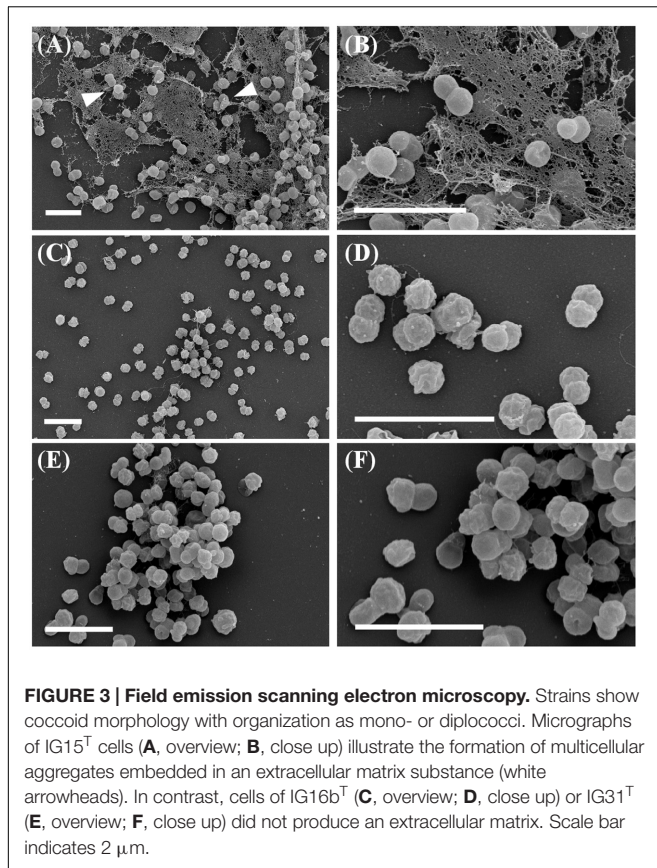 (A) (B)
(C) (D)
(E) (F)
FIGURE 3 | Field emission scanning electron microscopy. Strains show
coccoid morphology with organization as mono- or diplococci. Micrographs
of IG15ᵀ cells (A, overview; B, close up) illustrate the formation of multicellular
aggregates embedded in an extracellular matrix substance (white
arrowheads). In contrast, cells of IG16bᵀ (C, overview; D, close up) or IG31ᵀ
(E, overview; F, close up) did not produce an extracellular matrix. Scale bar
indicates 2 μm.